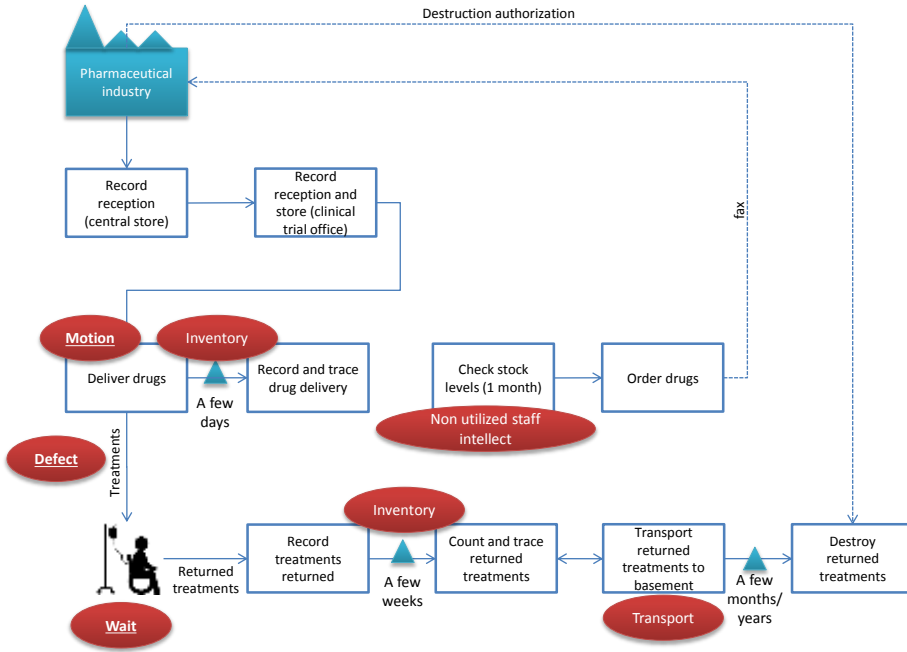 Destruction authorization
Pharmaceutical
industry
fax
Record
reception
(central store)
Record
reception and
store (clinical
trial office)
Motion
Inventory
Deliver drugs
A few
days
Record and trace
drug delivery
Check stock
levels (1 month)
Order drugs
Non utilized staff
intellect
Defect
Treatments
Inventory
Returned
treatments
Record
treatments
returned
A few
weeks
Count and trace
returned
treatments
Transport
returned
treatments to
basement
A few
months/
years
Destroy
returned
treatments
Wait
Transport